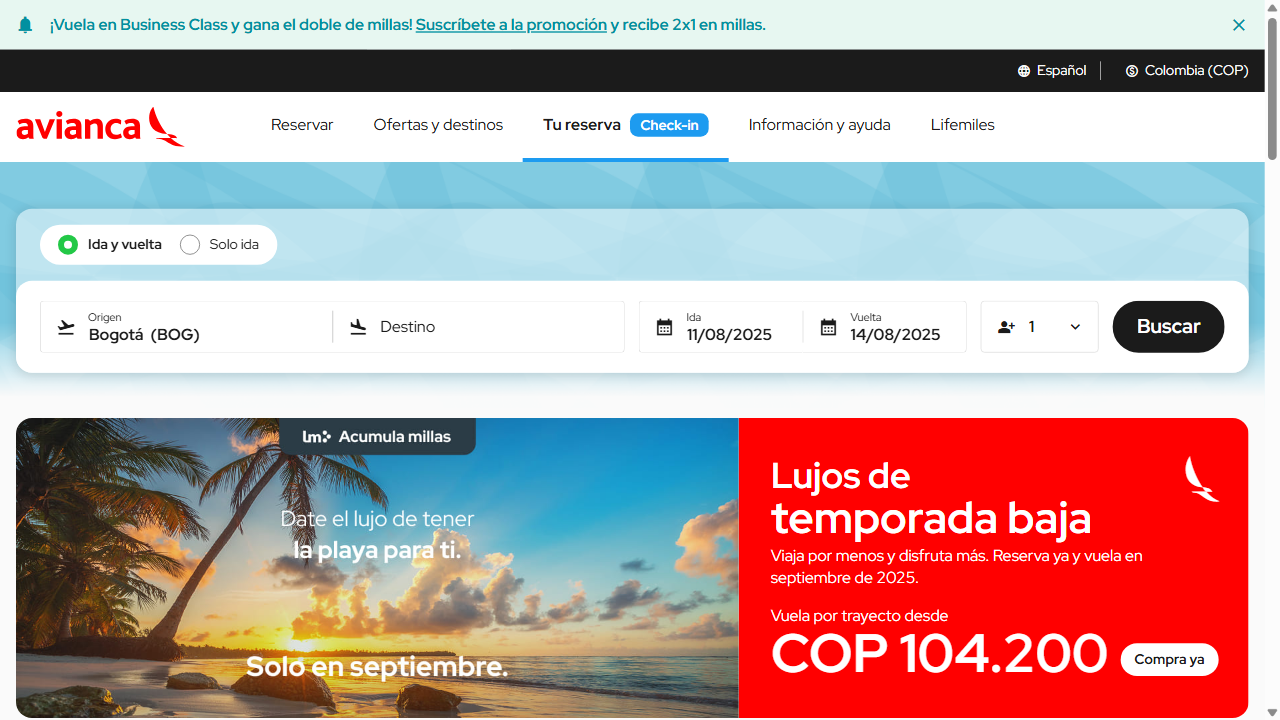 ¡Vuela en Business Class y gana el doble de millas! Suscríbete a la promoción y recibe 2x1 en millas.
Español
Colombia (COP)
avianca
Reservar
Ofertas y destinos
Tu reserva
Check-in
Información y ayuda
Lifemiles
Ida y vuelta
Solo ida
Origen
Bogotá (BOG)
Destino
Ida
11/08/2025
Vuelta
14/08/2025
1
Buscar
lm Acumula millas
Date el lujo de tener
la playa para ti.
Solo en septiembre.
Lujos de
temporada baja
Viaja por menos y disfruta más. Reserva ya y vuela en
septiembre de 2025.
Vuela por trayecto desde
COP 104.200
Compra ya